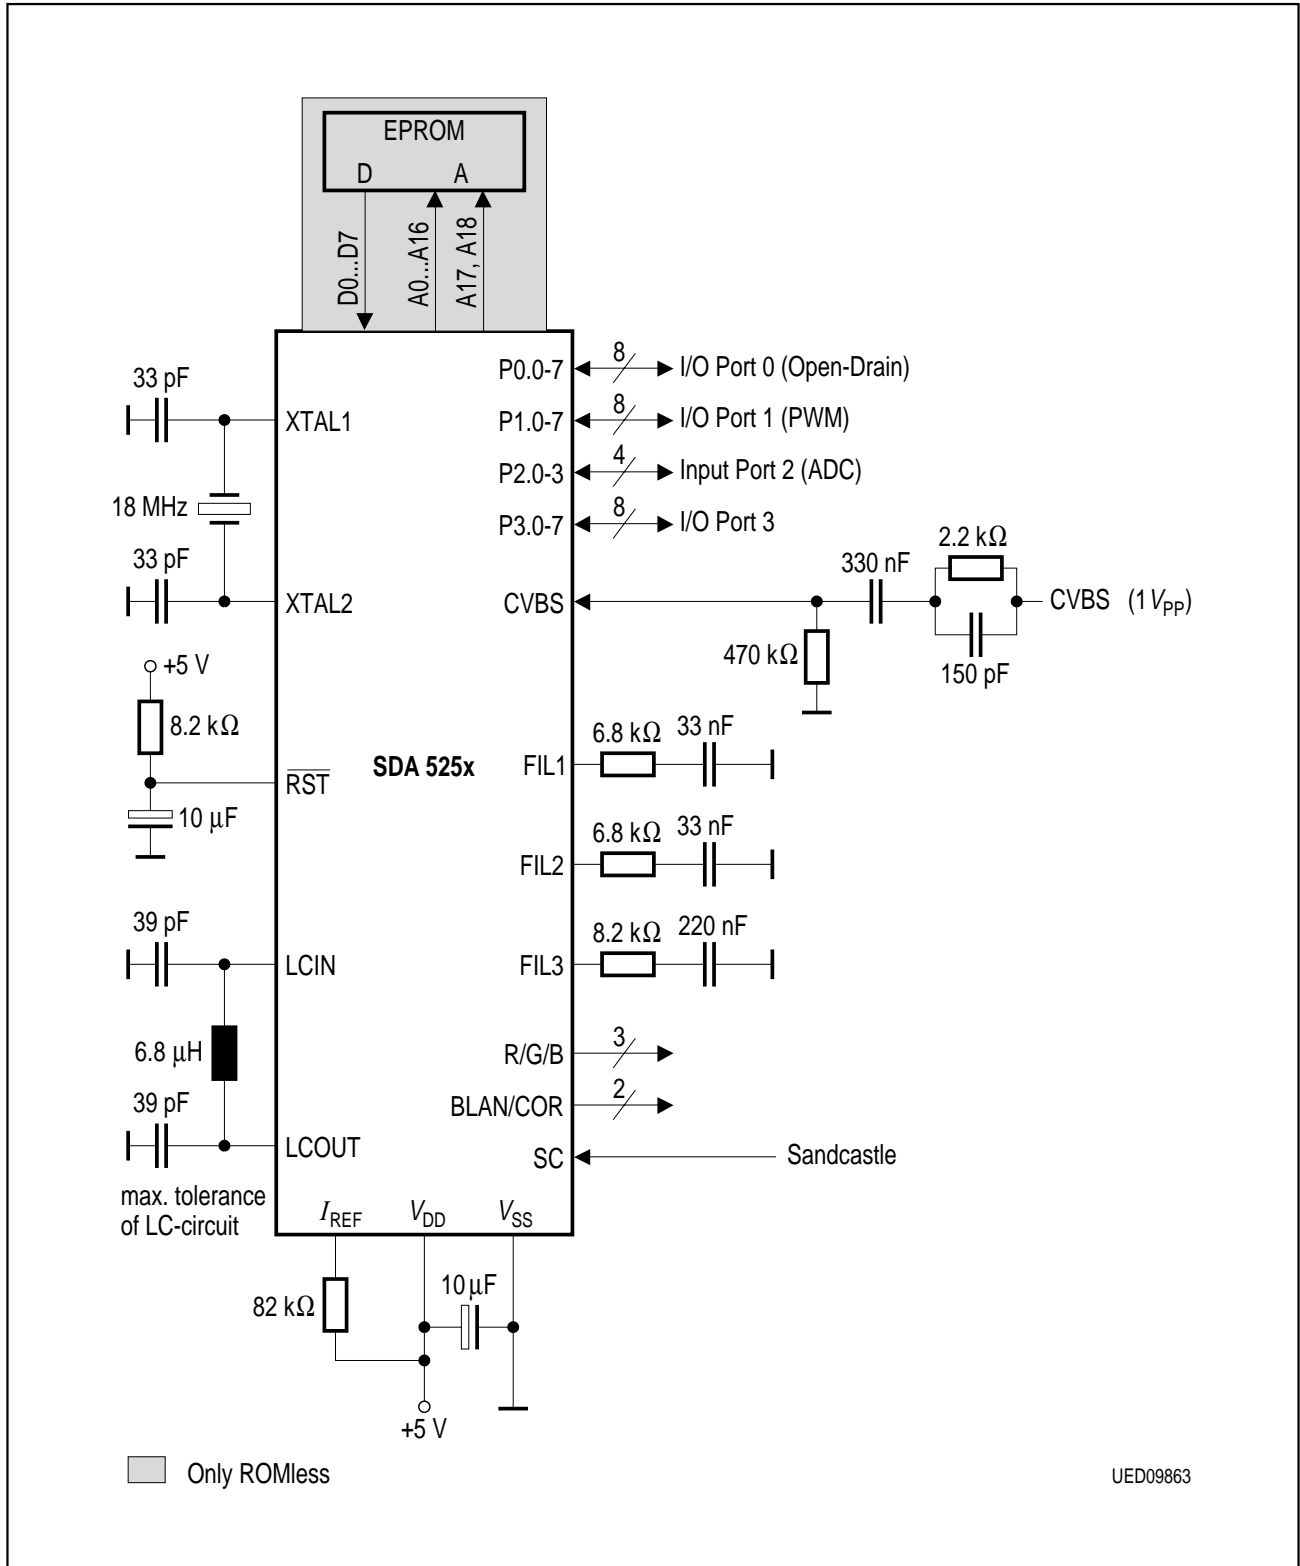 EPROM
D A
D0...D7
A0...A16
A17, A18
33 pF
XTAL1
18 MHz
33 pF
XTAL2
+5 V
8.2 kΩ
RST
10 µF
39 pF
LCIN
6.8 µH
39 pF
LCOUT
max. tolerance
of LC-circuit
SDA 525x
P0.0-7 8 I/O Port 0 (Open-Drain)
P1.0-7 8 I/O Port 1 (PWM)
P2.0-3 4 Input Port 2 (ADC)
P3.0-7 8 I/O Port 3
2.2 kΩ
330 nF
CVBS CVBS (1 VPP)
470 kΩ
150 pF
6.8 kΩ 33 nF
FIL1
6.8 kΩ 33 nF
FIL2
8.2 kΩ 220 nF
FIL3
R/G/B 3
BLAN/COR 2
SC Sandcastle
IREF VDD VSS
82 kΩ
10 µF
+5 V
Only ROMless
UED09863